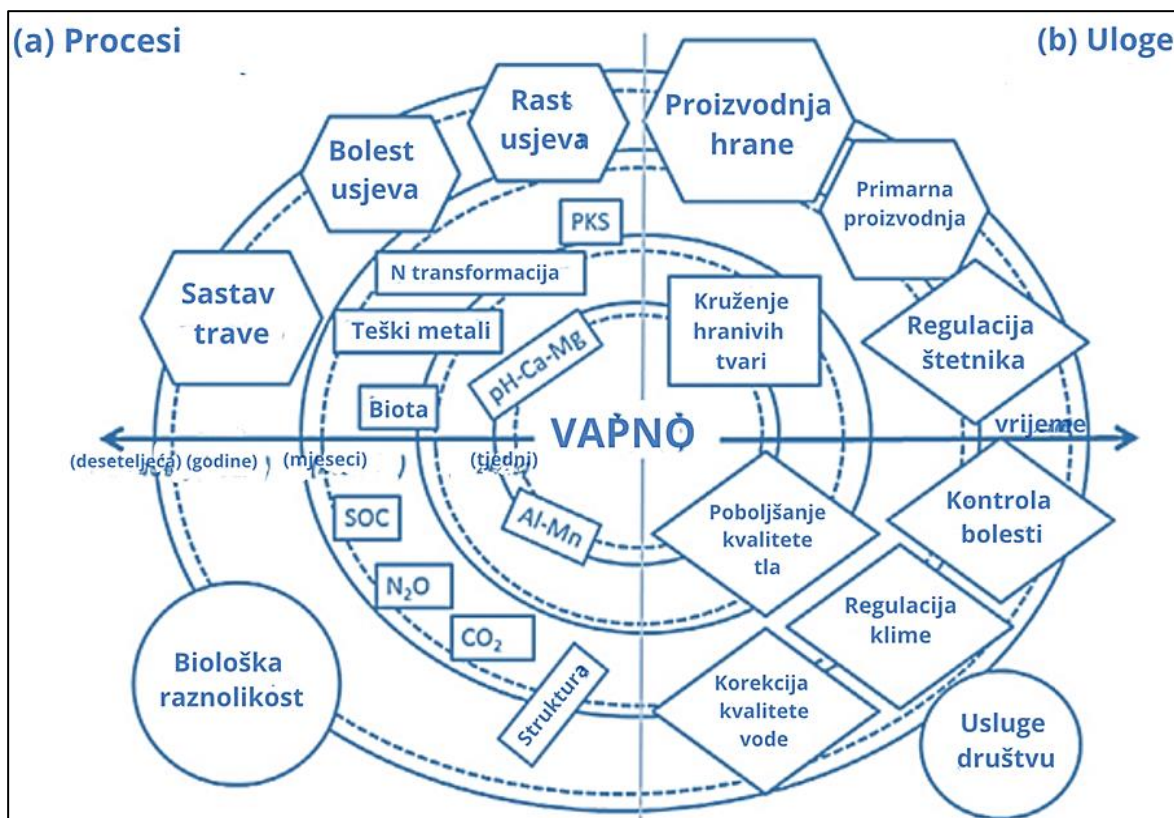 (a) Procesi
(b) Uloge
Rast
usjeva
Proizvodnja
hrane
Bolest
usjeva
Primarna
proizvodnja
PKS
N transformacija
Sastav
trave
Teški metali
Kruženje
hranivih
tvari
Regulacija
štetnika
pH-Ca-Mg
Biota
VAPNO
vrijeme
(deseteljeća) (godine) (mjeseci) (tjedni)
SOC
Al-Mn
Poboljšanje
kvalitete
tla
Kontrola
bolesti
N₂O
CO₂
Regulacija
klime
Biološka
raznolikost
Struktura
Korekcija
kvalitete
vode
Usluge
društvu